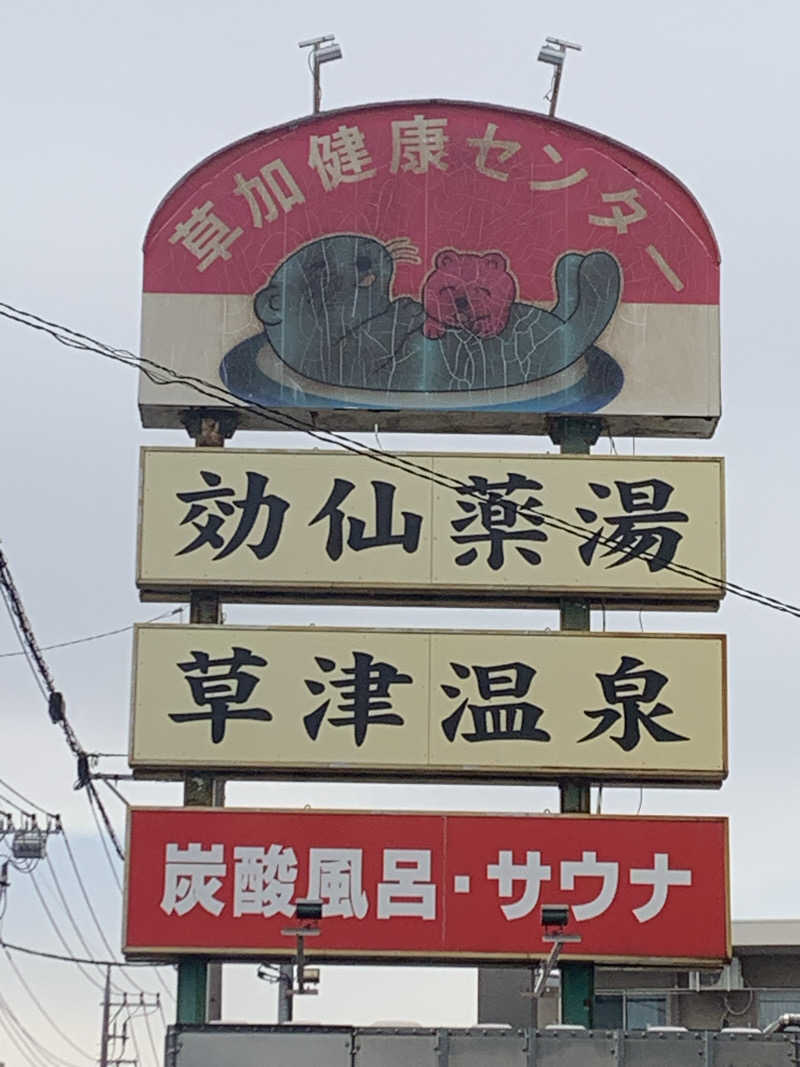 草加健康センター
効仙薬湯
草津温泉
炭酸風呂・サウナ